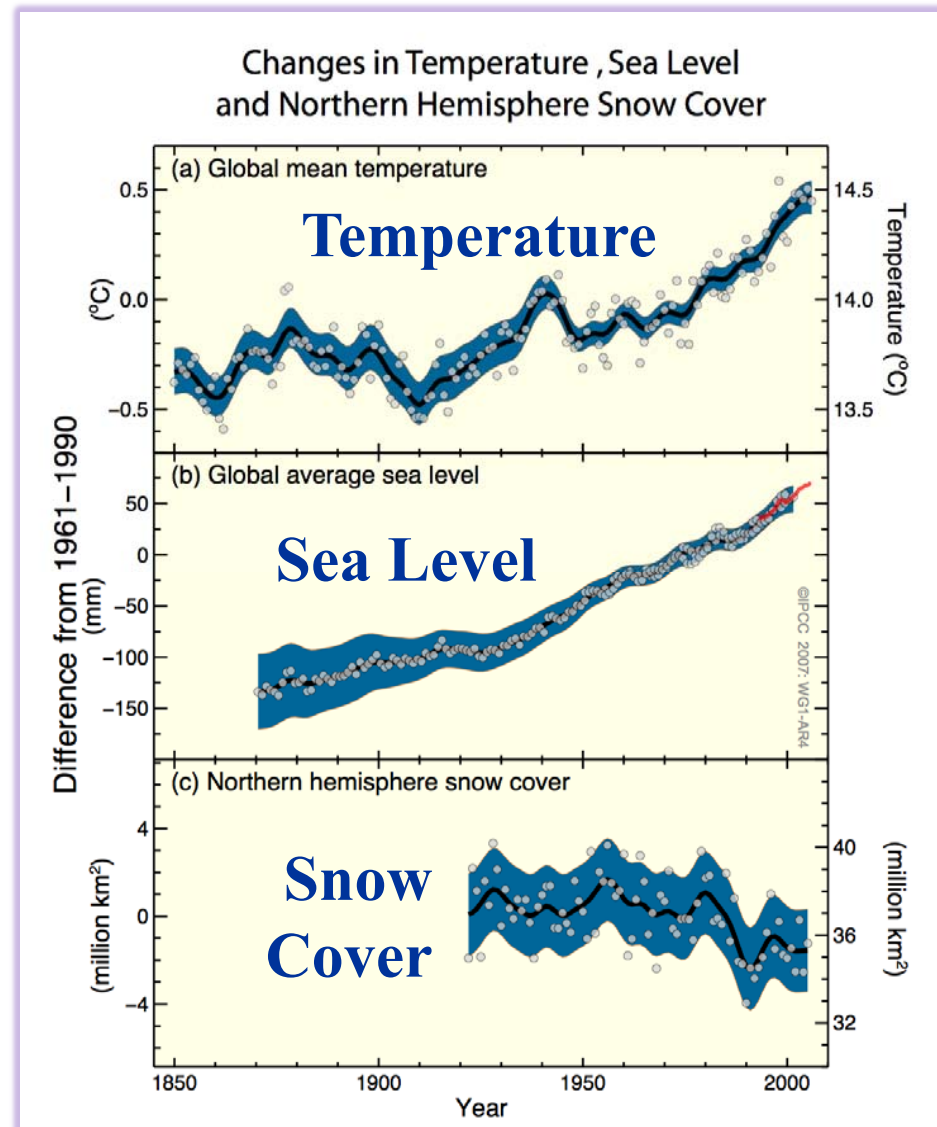 Changes in Temperature , Sea Level
and Northern Hemisphere Snow Cover
(a) Global mean temperature
Temperature
0.5
0.0
−0.5
(°C)
14.5
14.0
13.5
Temperature (°C)
Difference from 1961–1990
(b) Global average sea level
Sea Level
50
0
−50
−100
−150
(mm)
©IPCC 2007: WG1-AR4
(c) Northern hemisphere snow cover
Snow
Cover
4
0
−4
(million km²)
40
36
32
(million km²)
1850
1900
1950
2000
Year